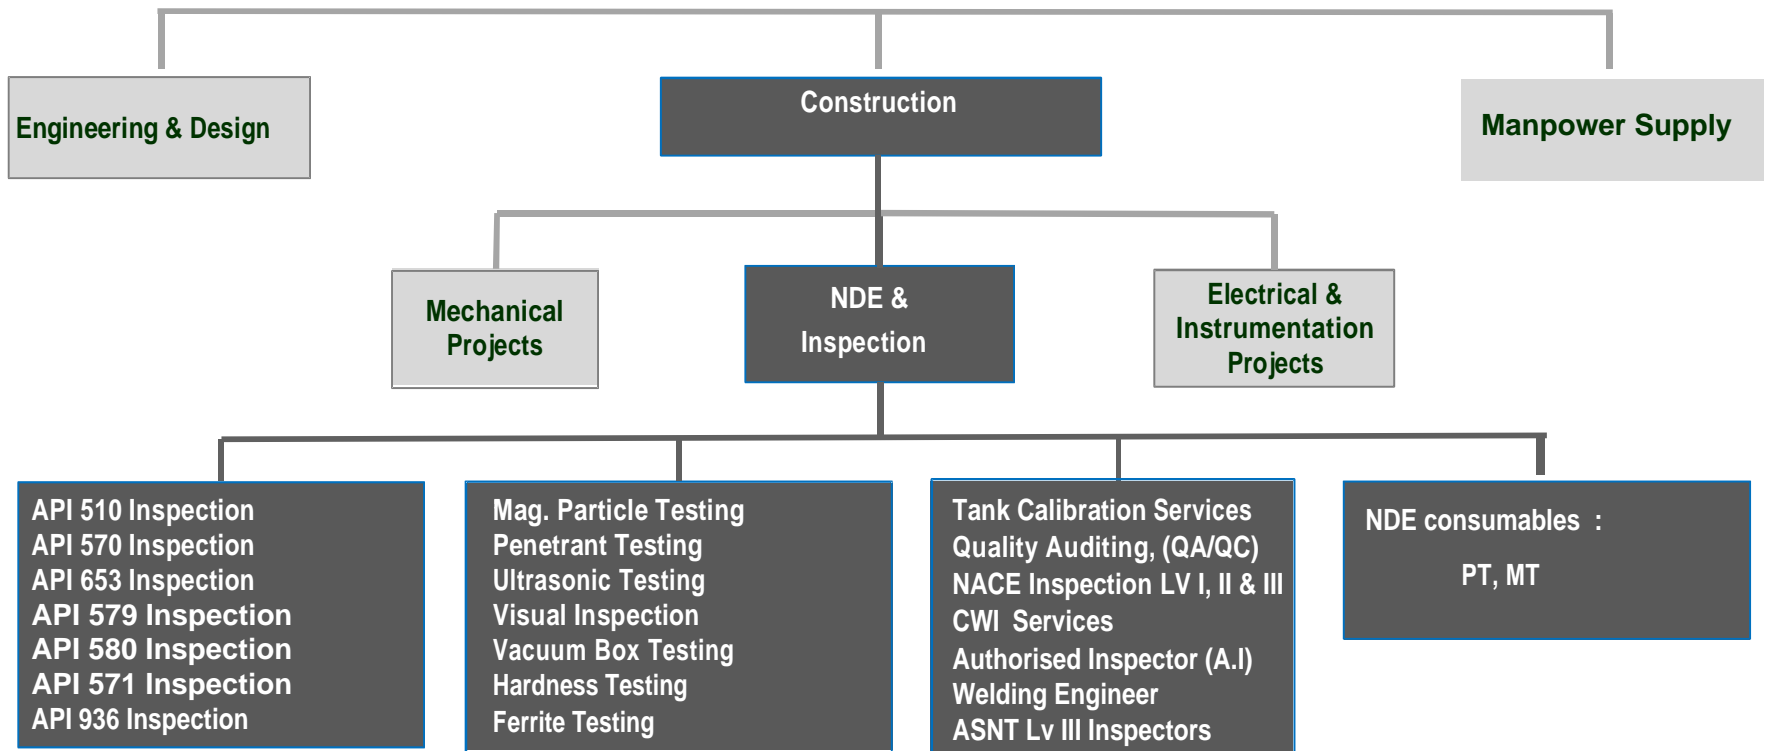 Engineering & Design
Construction
Manpower Supply
Mechanical
Projects
NDE &
Inspection
Electrical &
Instrumentation
Projects
API 510 Inspection
API 570 Inspection
API 653 Inspection
API 579 Inspection
API 580 Inspection
API 571 Inspection
API 936 Inspection
Mag. Particle Testing
Penetrant Testing
Ultrasonic Testing
Visual Inspection
Vacuum Box Testing
Hardness Testing
Ferrite Testing
Tank Calibration Services
Quality Auditing, (QA/QC)
NACE Inspection LV I, II & III
CWI  Services
Authorised Inspector (A.I)
Welding Engineer
ASNT Lv III Inspectors
NDE consumables  :
PT, MT